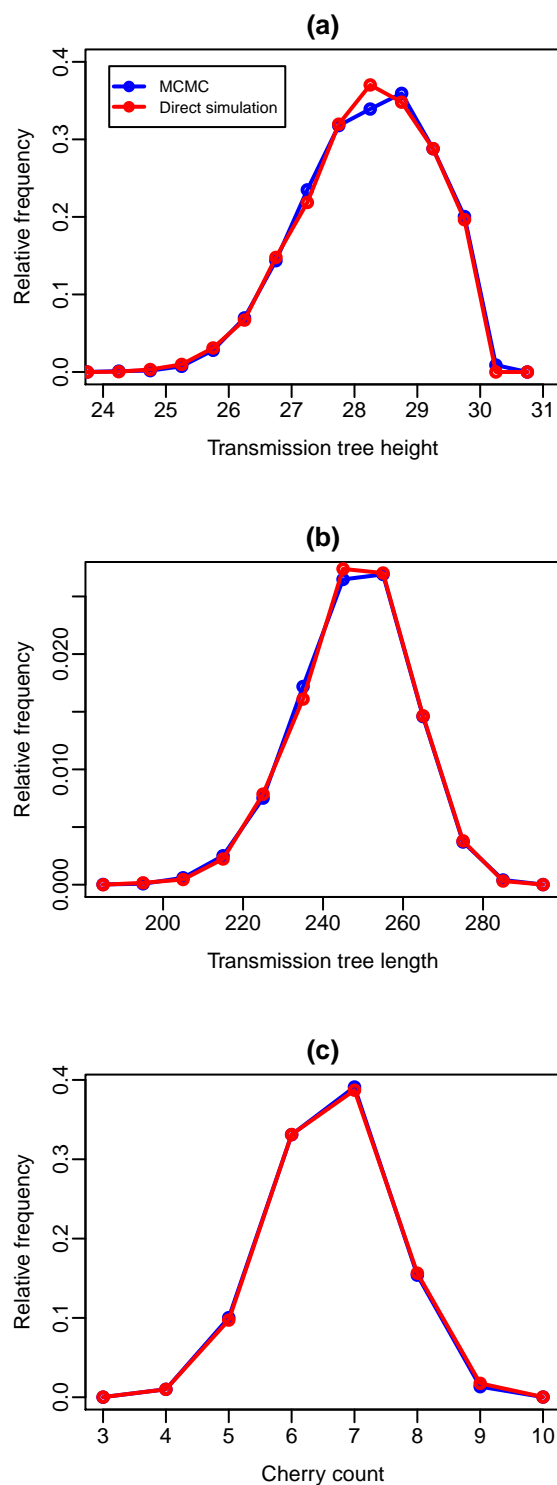 (a)
0.4
0.3
0.2
0.1
0.0
Relative frequency
MCMC
Direct simulation
24 25 26 27 28 29 30 31
Transmission tree height
(b)
0.020
0.010
0.000
Relative frequency
200 220 240 260 280
Transmission tree length
(c)
0.4
0.3
0.2
0.1
0.0
Relative frequency
3 4 5 6 7 8 9 10
Cherry count